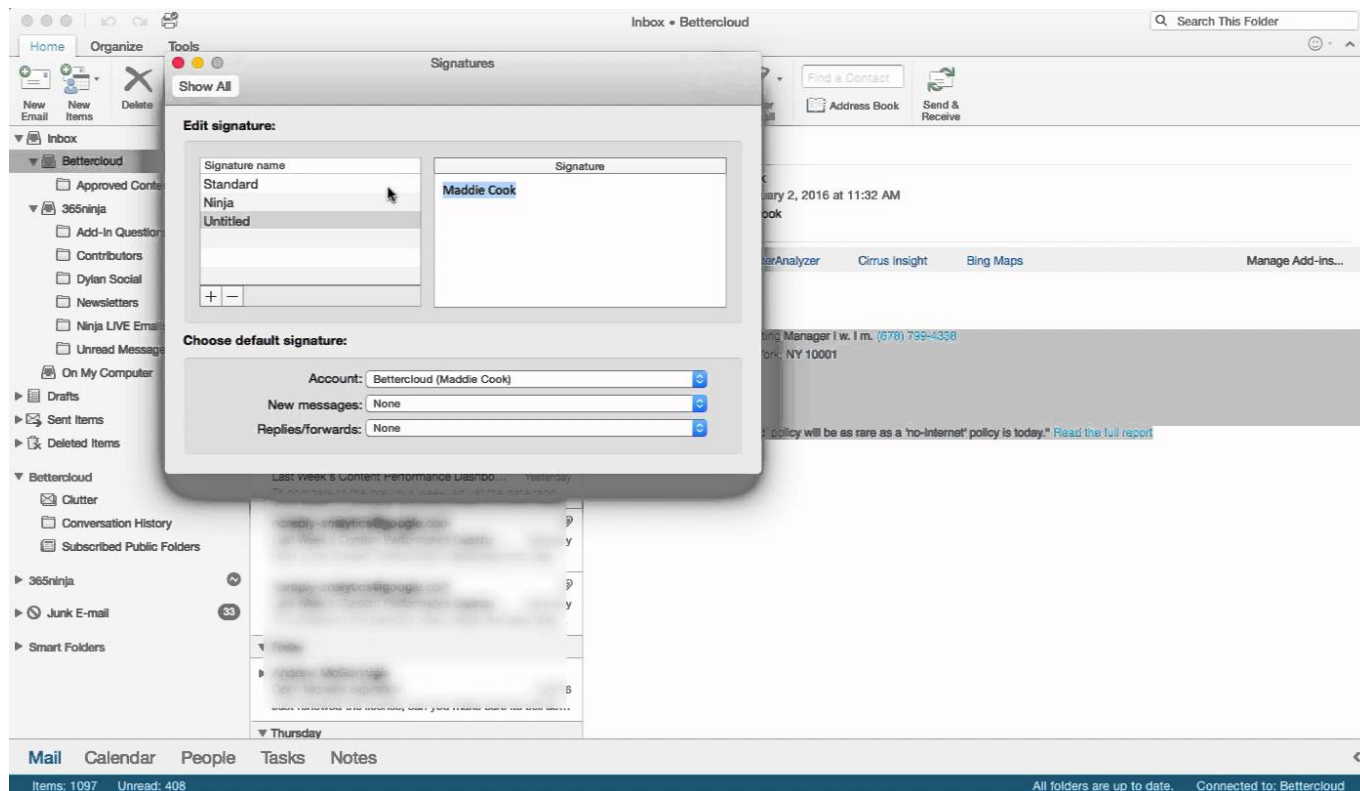 Inbox • Bettercloud
Search This Folder
Home Organize Tools
New Email
New Items
Delete
Find a Contact
Address Book
Send & Receive
Signatures
Show All
Edit signature:
Signature name
Standard
Ninja
Untitled
+ −
Signature
Maddie Cook
Choose default signature:
Account: Bettercloud (Maddie Cook)
New messages: None
Replies/forwards: None
Inbox
Bettercloud
Approved Conte
365ninja
Add-In Question
Contributors
Dylan Social
Newsletters
Ninja LIVE Email
Unread Message
On My Computer
Drafts
Sent Items
Deleted Items
Bettercloud
Clutter
Conversation History
Subscribed Public Folders
365ninja
Junk E-mail 33
Smart Folders
Last Week's Content Performance Dashbo... Yesterday
Friday
Thursday
uary 2, 2016 at 11:32 AM
ook
erAnalyzer Cirrus Insight Bing Maps Manage Add-ins...
ting Manager I w. I m. (678) 799-4338
York, NY 10001
policy will be as rare as a 'no-internet' policy is today." Read the full report
Mail Calendar People Tasks Notes
Items: 1097 Unread: 408 All folders are up to date. Connected to: Bettercloud